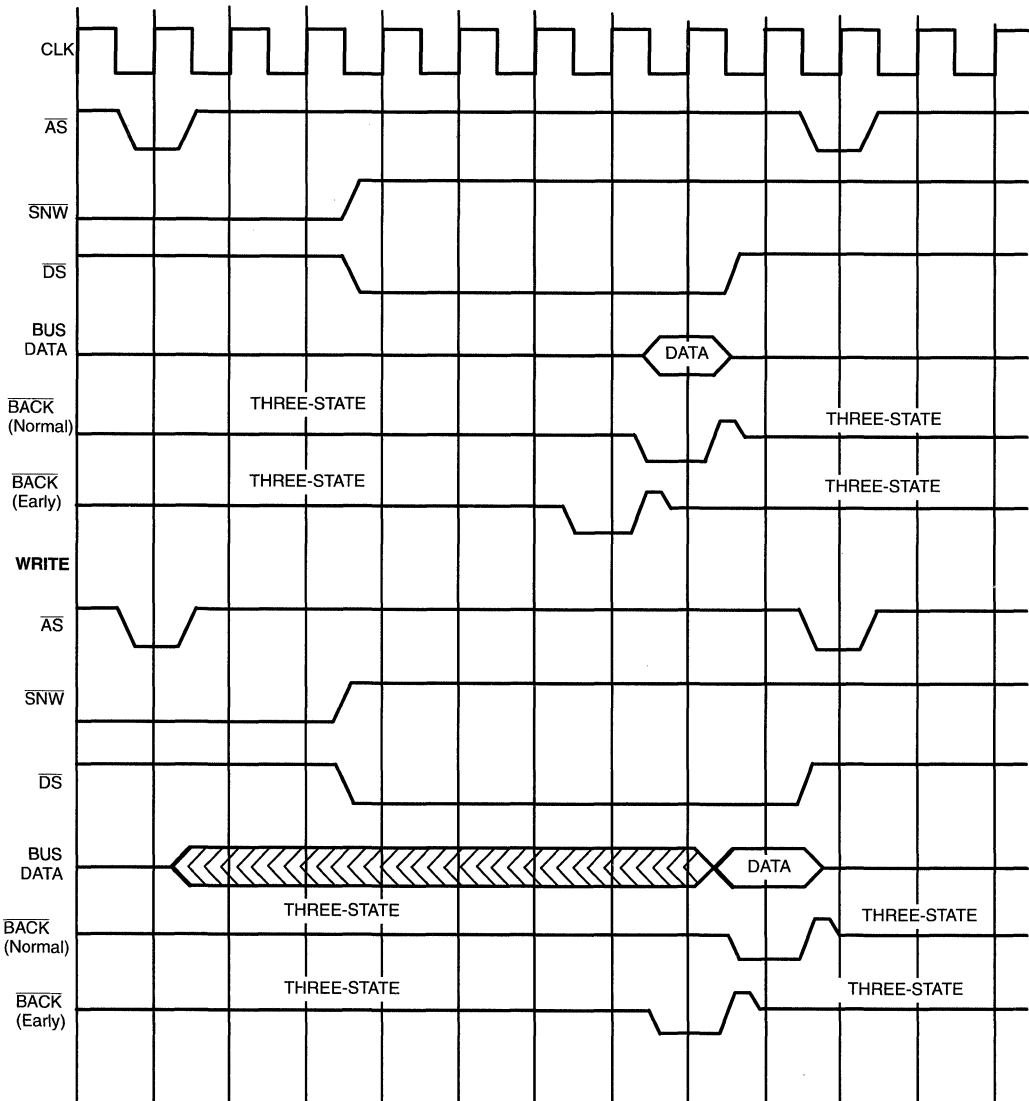 CLK
AS
SNW
DS
BUS
DATA
DATA
BACK
(Normal)
THREE-STATE
THREE-STATE
BACK
(Early)
THREE-STATE
THREE-STATE
WRITE
AS
SNW
DS
BUS
DATA
DATA
BACK
(Normal)
THREE-STATE
THREE-STATE
BACK
(Early)
THREE-STATE
THREE-STATE